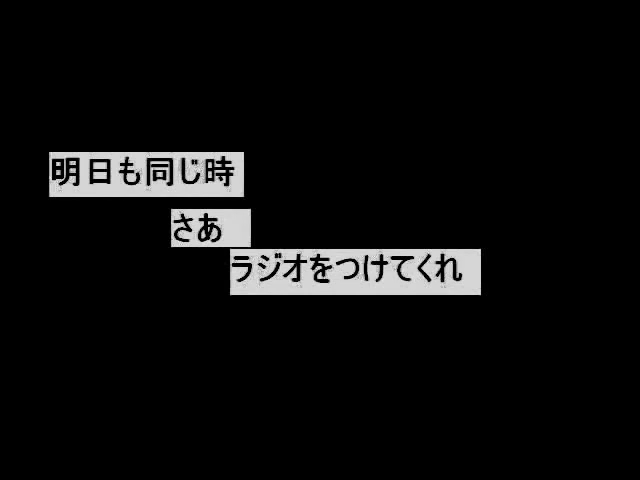 明日も同じ時
さあ
ラジオをつけてくれ